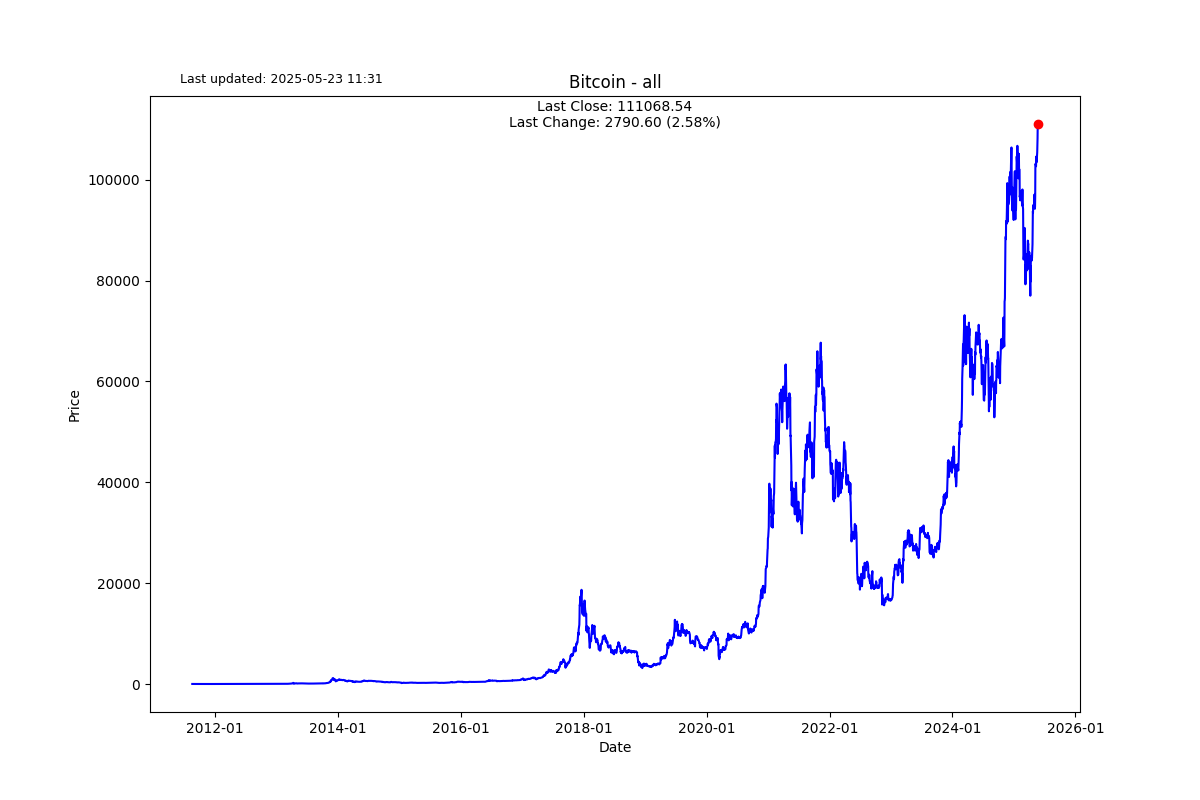 Last updated: 2025-05-23 11:31
Bitcoin - all
Last Close: 111068.54
Last Change: 2790.60 (2.58%)
100000
80000
60000
40000
20000
0
Price
2012-01 2014-01 2016-01 2018-01 2020-01 2022-01 2024-01 2026-01
Date